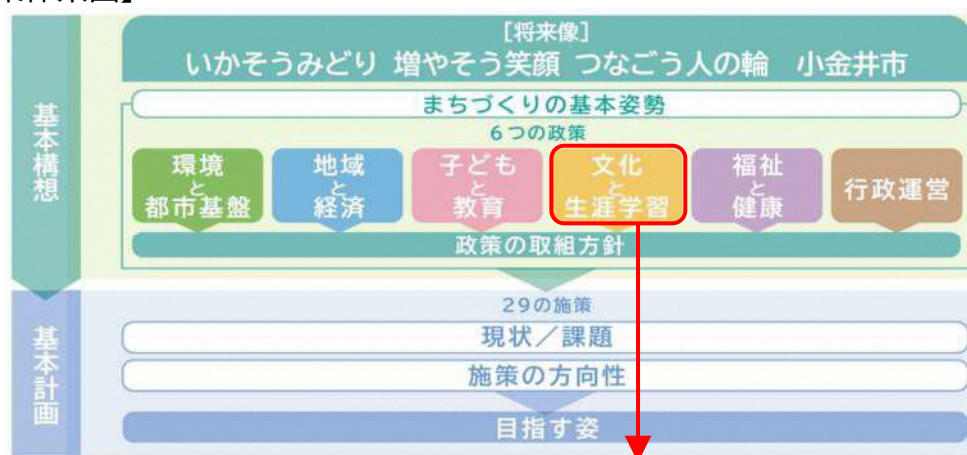 ［将来像］
いかそうみどり 増やそう笑顔 つなごう人の輪 小金井市
基本構想
まちづくりの基本姿勢
6つの政策
環境
と
都市基盤
地域
と
経済
子ども
と
教育
文化
と
生涯学習
福祉
と
健康
行政運営
政策の取組方針
基本計画
29の施策
現状／課題
施策の方向性
目指す姿